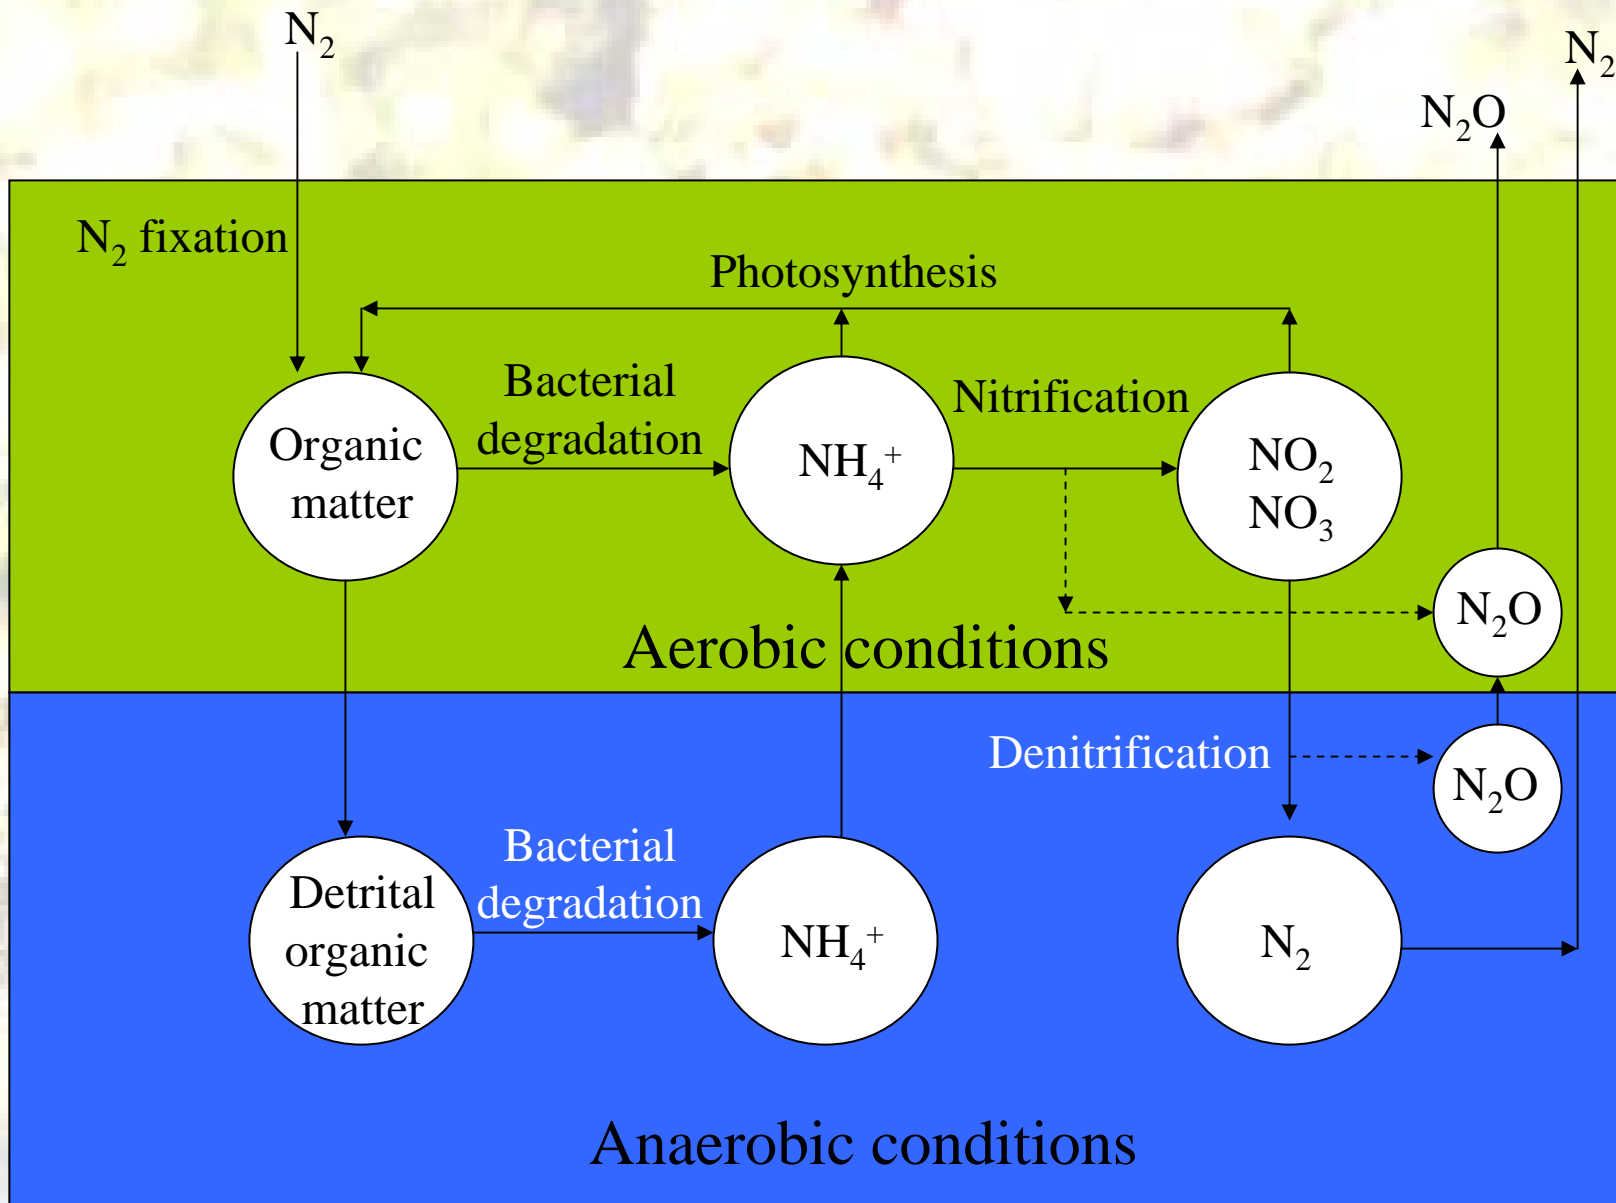 N₂
N₂
N₂O
N₂ fixation
Photosynthesis
Bacterial
degradation
Nitrification
Organic
matter
NH₄⁺
NO₂
NO₃
N₂O
Aerobic conditions
Denitrification
N₂O
Bacterial
degradation
Detrital
organic
matter
NH₄⁺
N₂
Anaerobic conditions